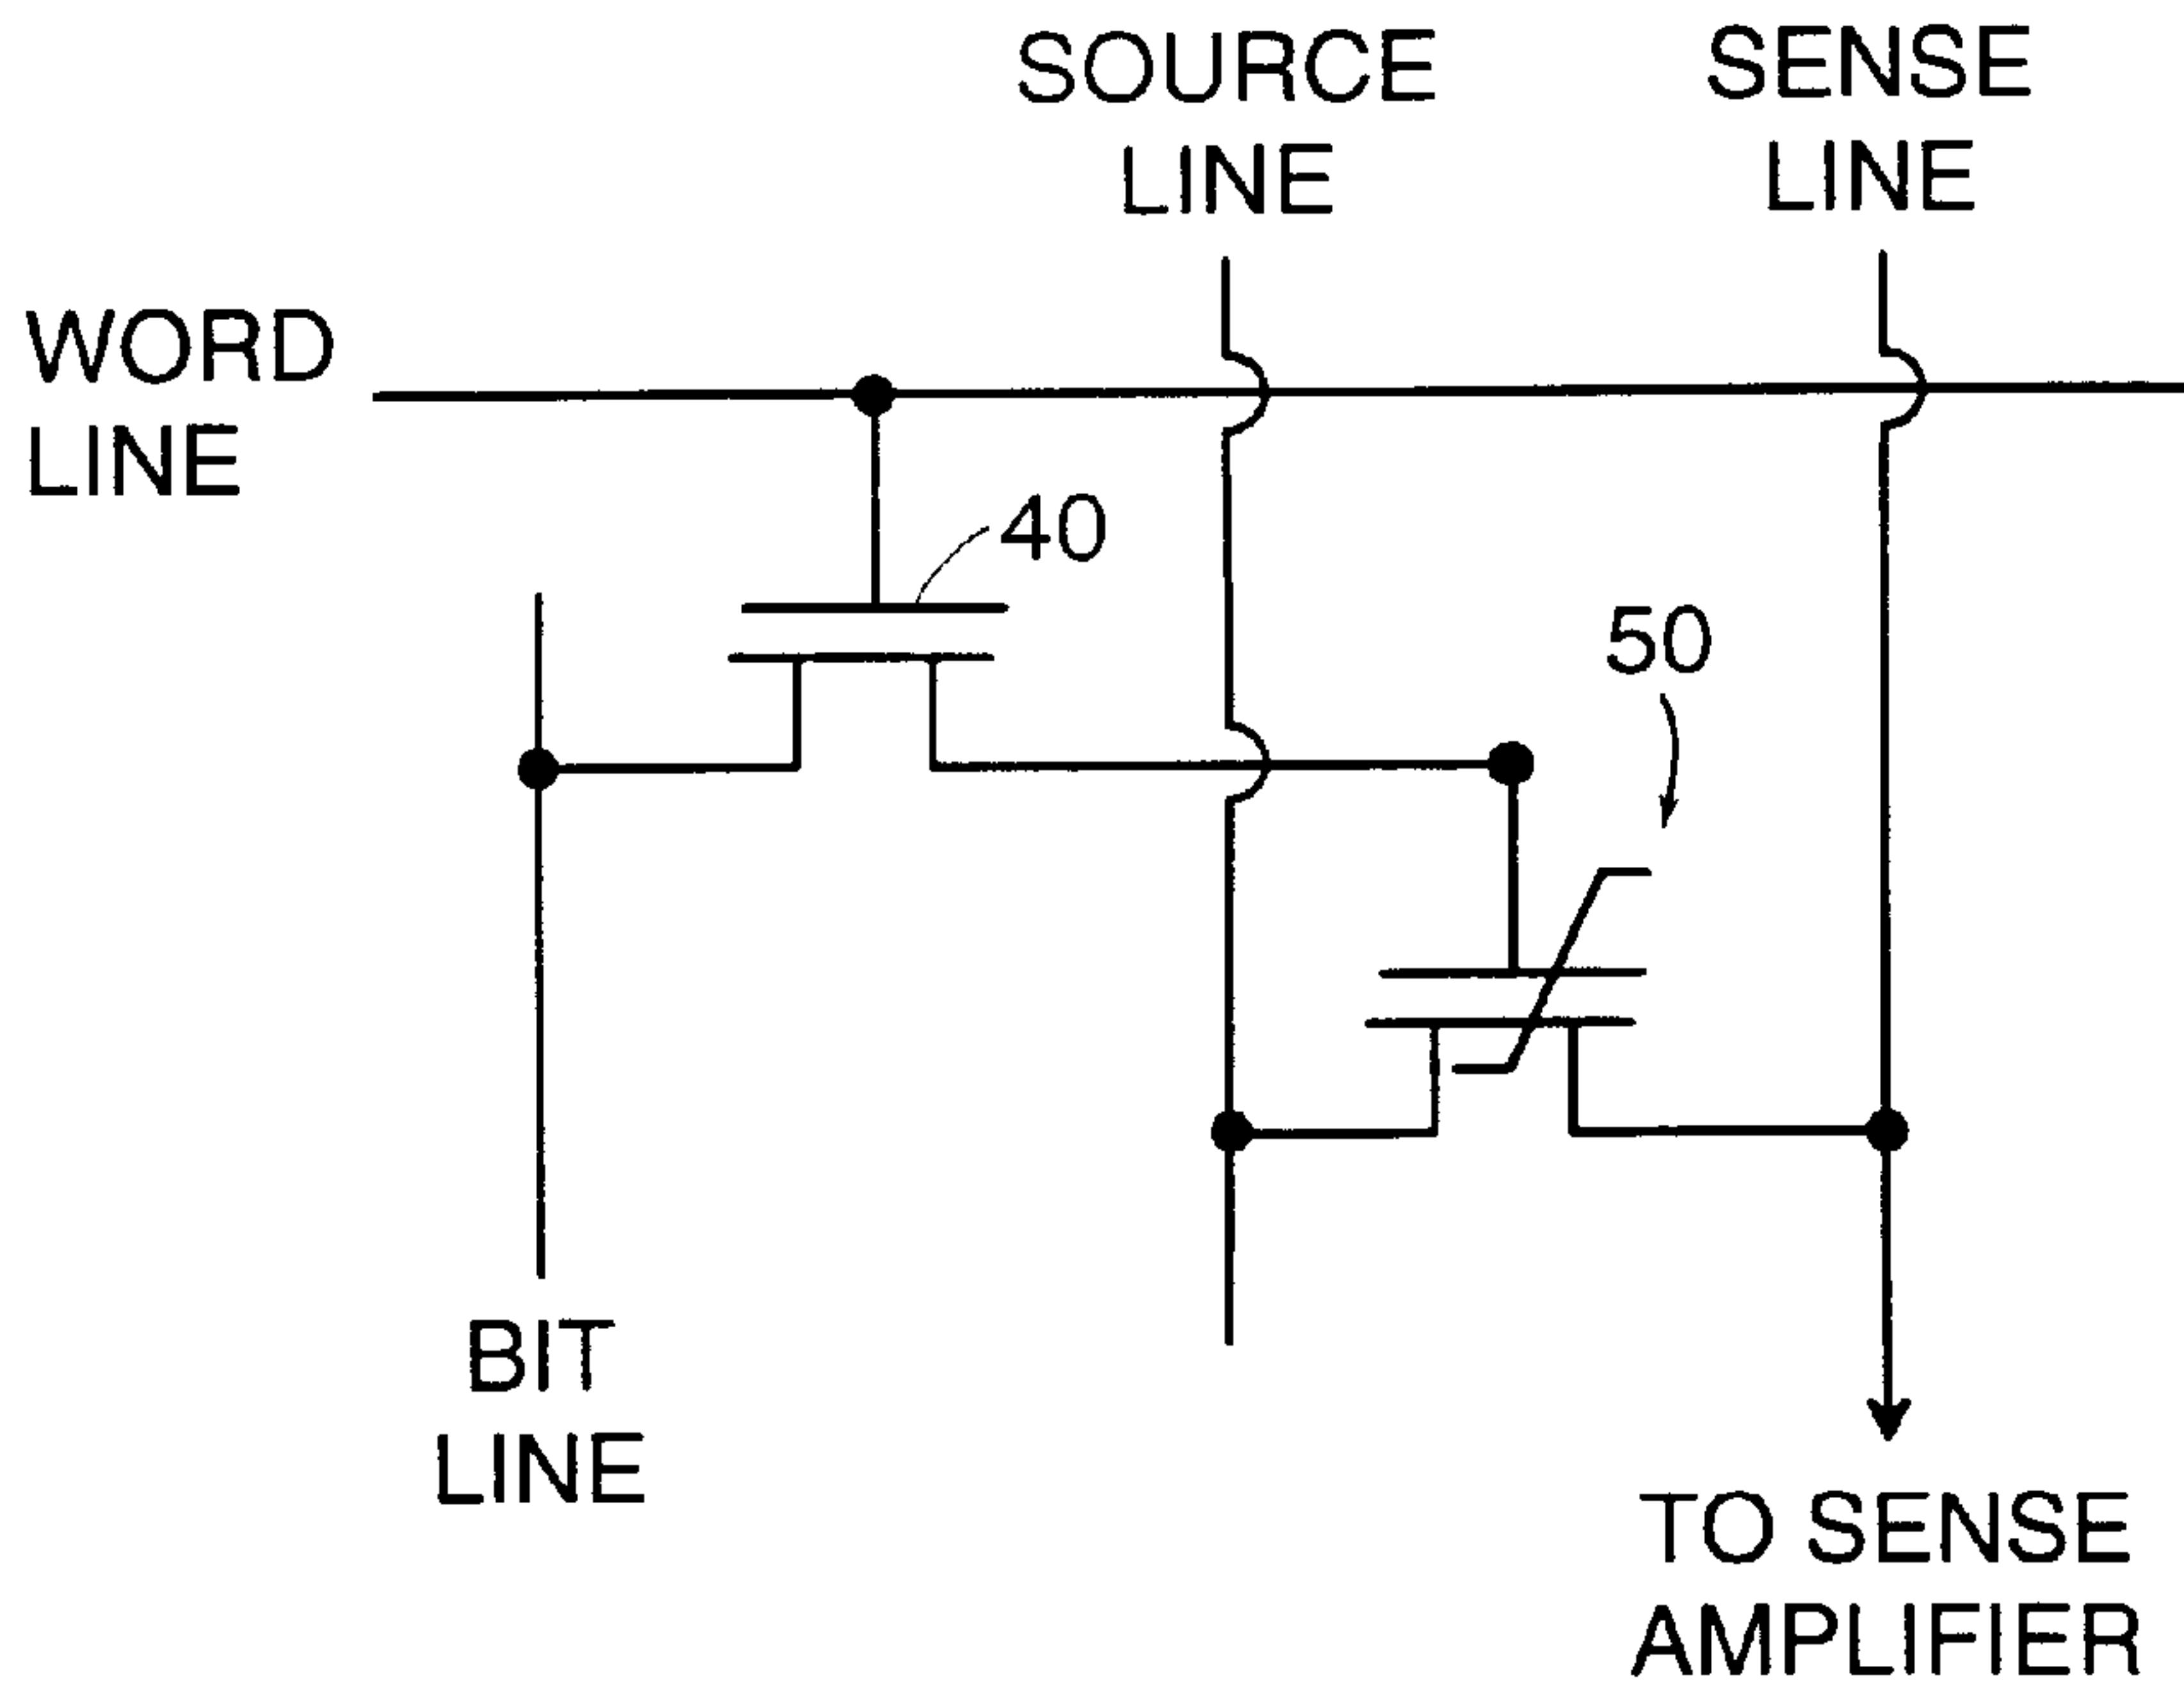 SOURCE
LINE
SENSE
LINE
WORD
LINE
40
50
BIT
LINE
TO SENSE
AMPLIFIER